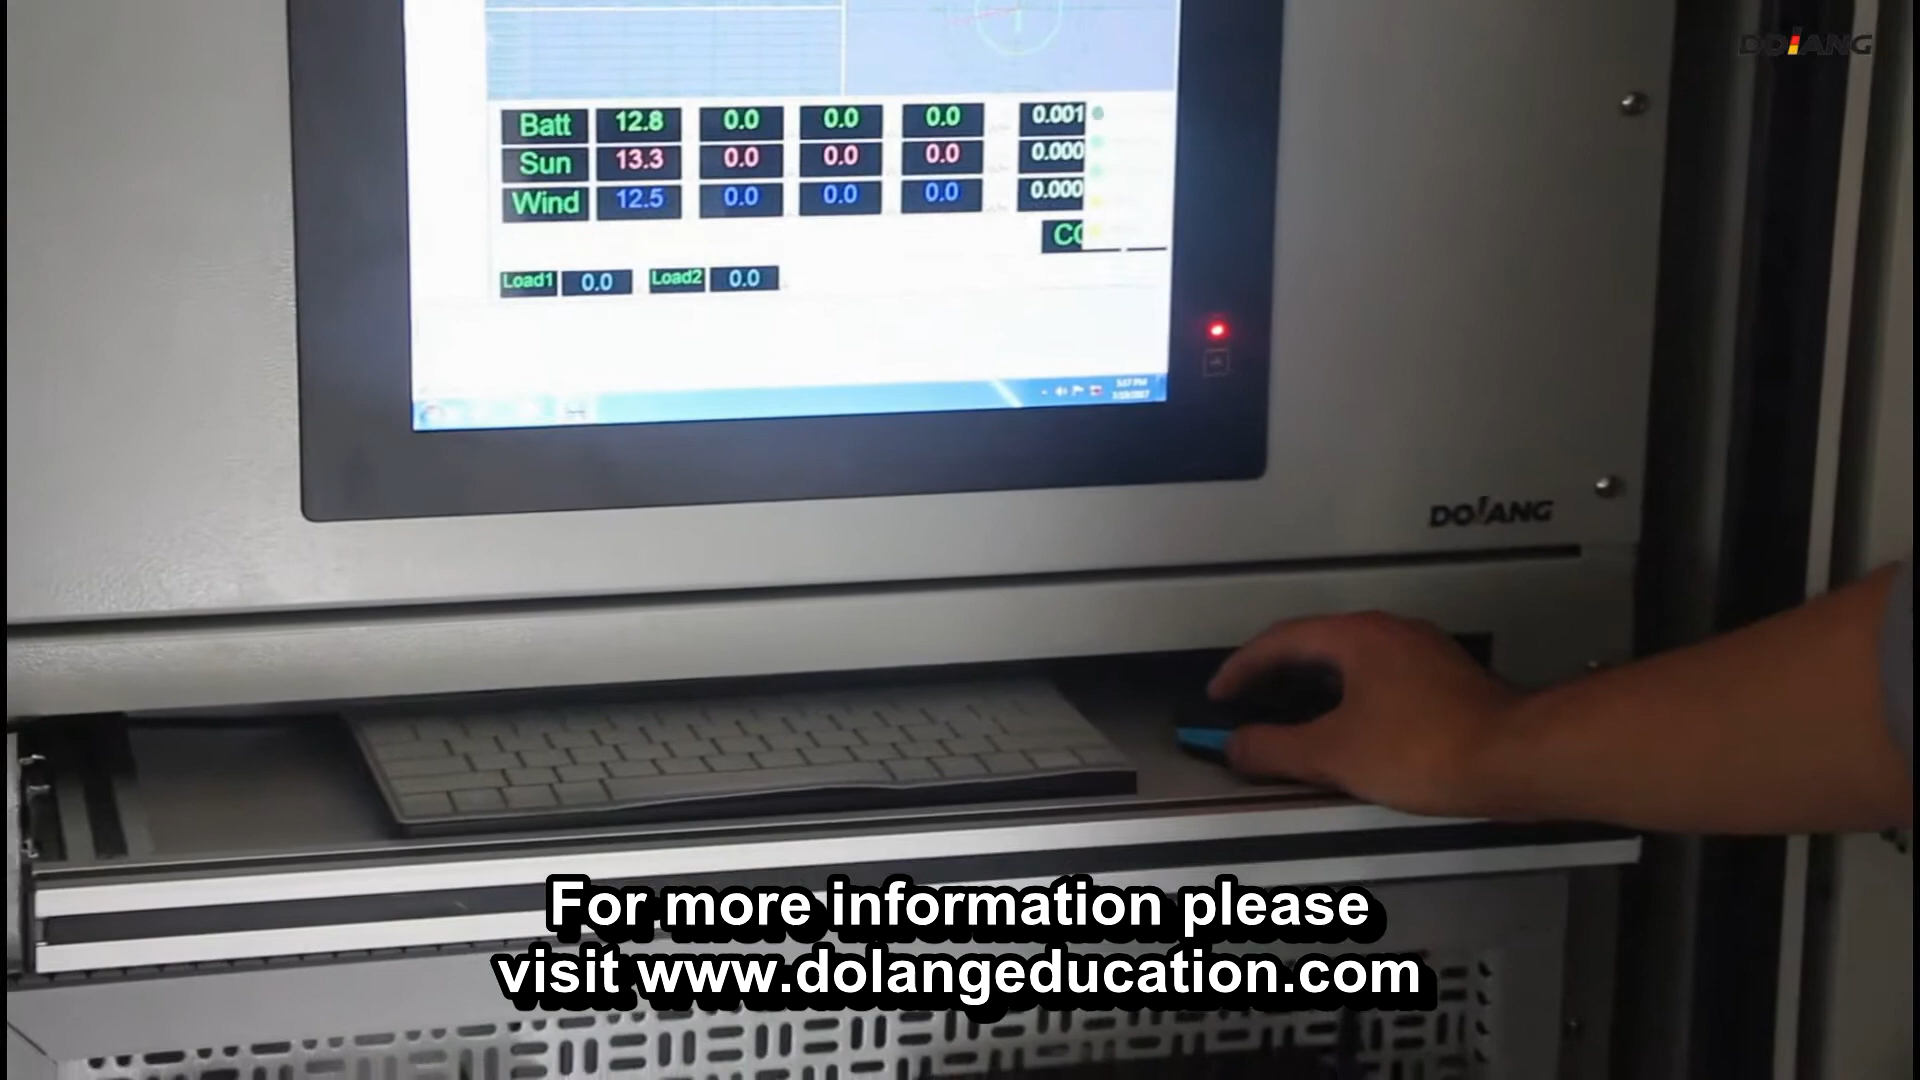 DOLANG
Batt 12.8 0.0 0.0 0.0 0.001
Sun 13.3 0.0 0.0 0.0 0.000
Wind 12.5 0.0 0.0 0.0 0.000
Load1 0.0 Load2 0.0
DOLANG
For more information please
visit www.dolangeducation.com